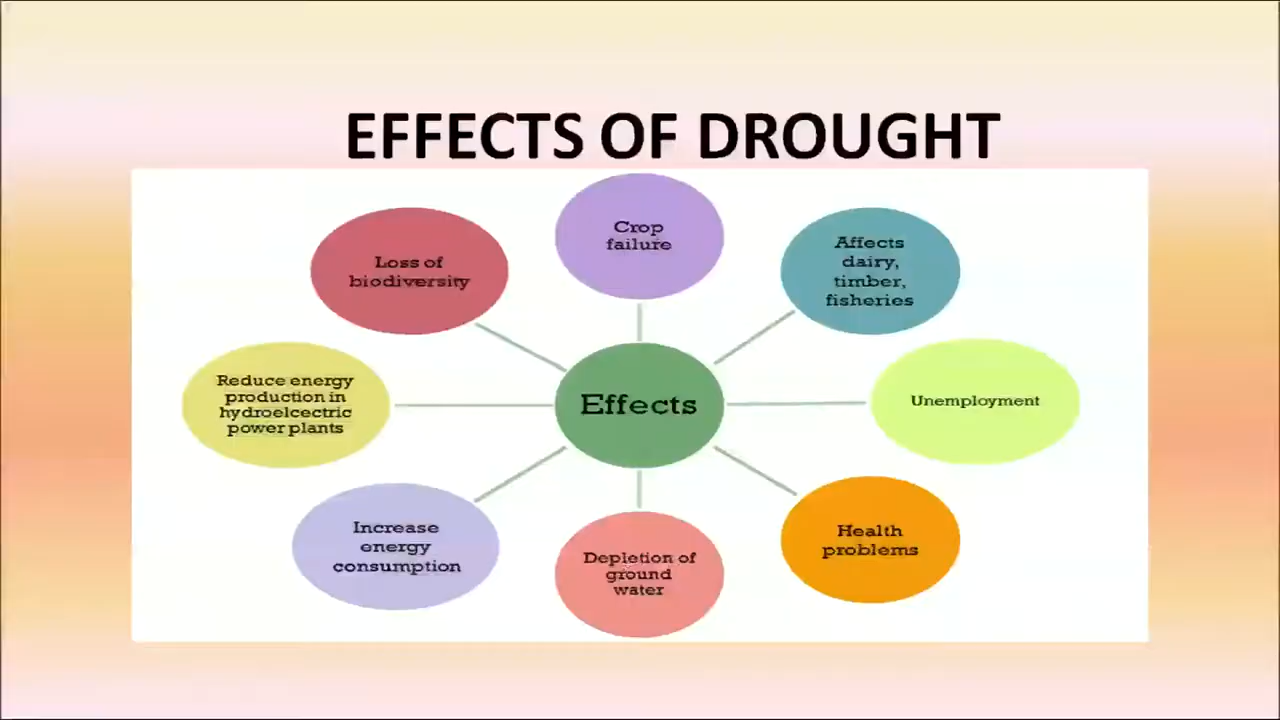 EFFECTS OF DROUGHT
Crop
failure
Affects
dairy,
timber,
fisheries
Unemployment
Health
problems
Depletion of
ground
water
Increase
energy
consumption
Reduce energy
production in
hydroelcectric
power plants
Loss of
biodiversity
Effects